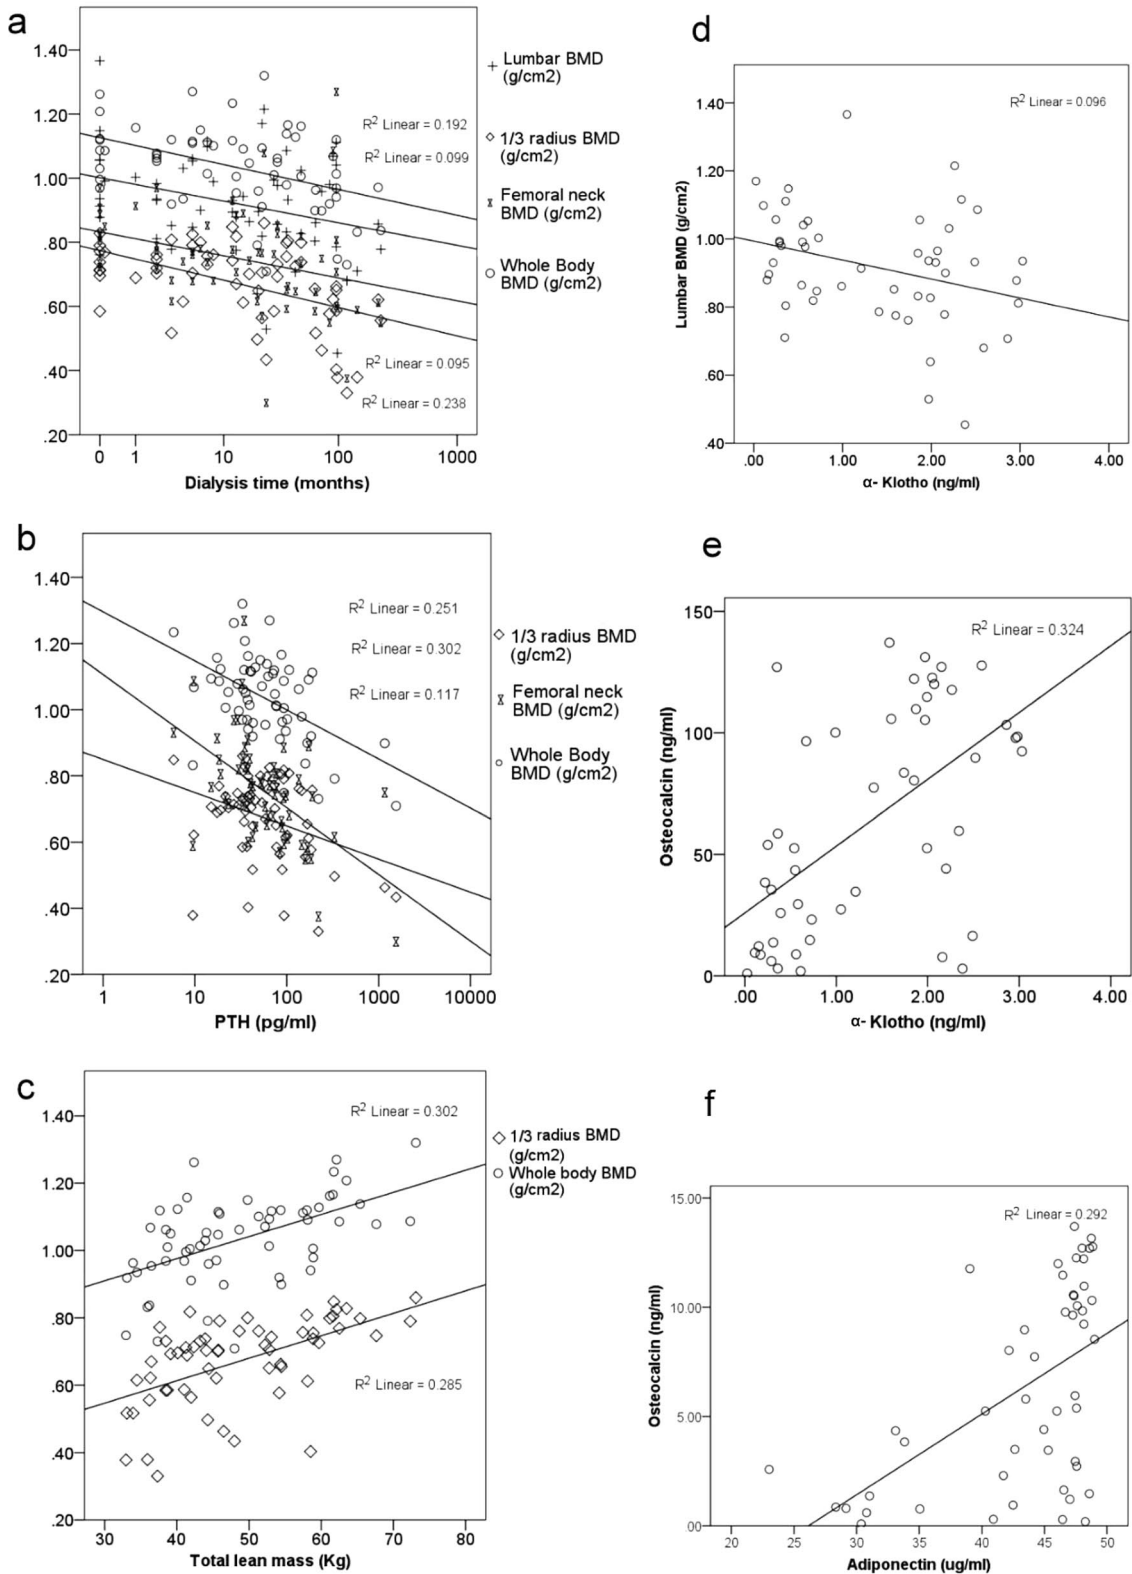 a
1.40
1.20
1.00
.80
.60
.40
.20
R2 Linear = 0.192
R2 Linear = 0.099
R2 Linear = 0.095
R2 Linear = 0.238
0 1 10 100 1000
Dialysis time (months)
Lumbar BMD
(g/cm2)
1/3 radius BMD
(g/cm2)
Femoral neck
BMD (g/cm2)
Whole Body
BMD (g/cm2)
b
1.40
1.20
1.00
.80
.60
.40
.20
R2 Linear = 0.251
R2 Linear = 0.302
R2 Linear = 0.117
1 10 100 1000 10000
PTH (pg/ml)
1/3 radius BMD
(g/cm2)
Femoral neck
BMD (g/cm2)
Whole Body
BMD (g/cm2)
c
1.40
1.20
1.00
.80
.60
.40
.20
R2 Linear = 0.302
R2 Linear = 0.285
30 40 50 60 70 80
Total lean mass (Kg)
1/3 radius BMD
(g/cm2)
Whole body BMD
(g/cm2)
d
R2 Linear = 0.096
Lumbar BMD (g/cm2)
1.40
1.20
1.00
.80
.60
.40
.00 1.00 2.00 3.00 4.00
α- Klotho (ng/ml)
e
R2 Linear = 0.324
Osteocalcin (ng/ml)
150
100
50
0
.00 1.00 2.00 3.00 4.00
α- Klotho (ng/ml)
f
R2 Linear = 0.292
Osteocalcin (ng/ml)
15.00
10.00
5.00
.00
20 25 30 35 40 45 50
Adiponectin (ug/ml)